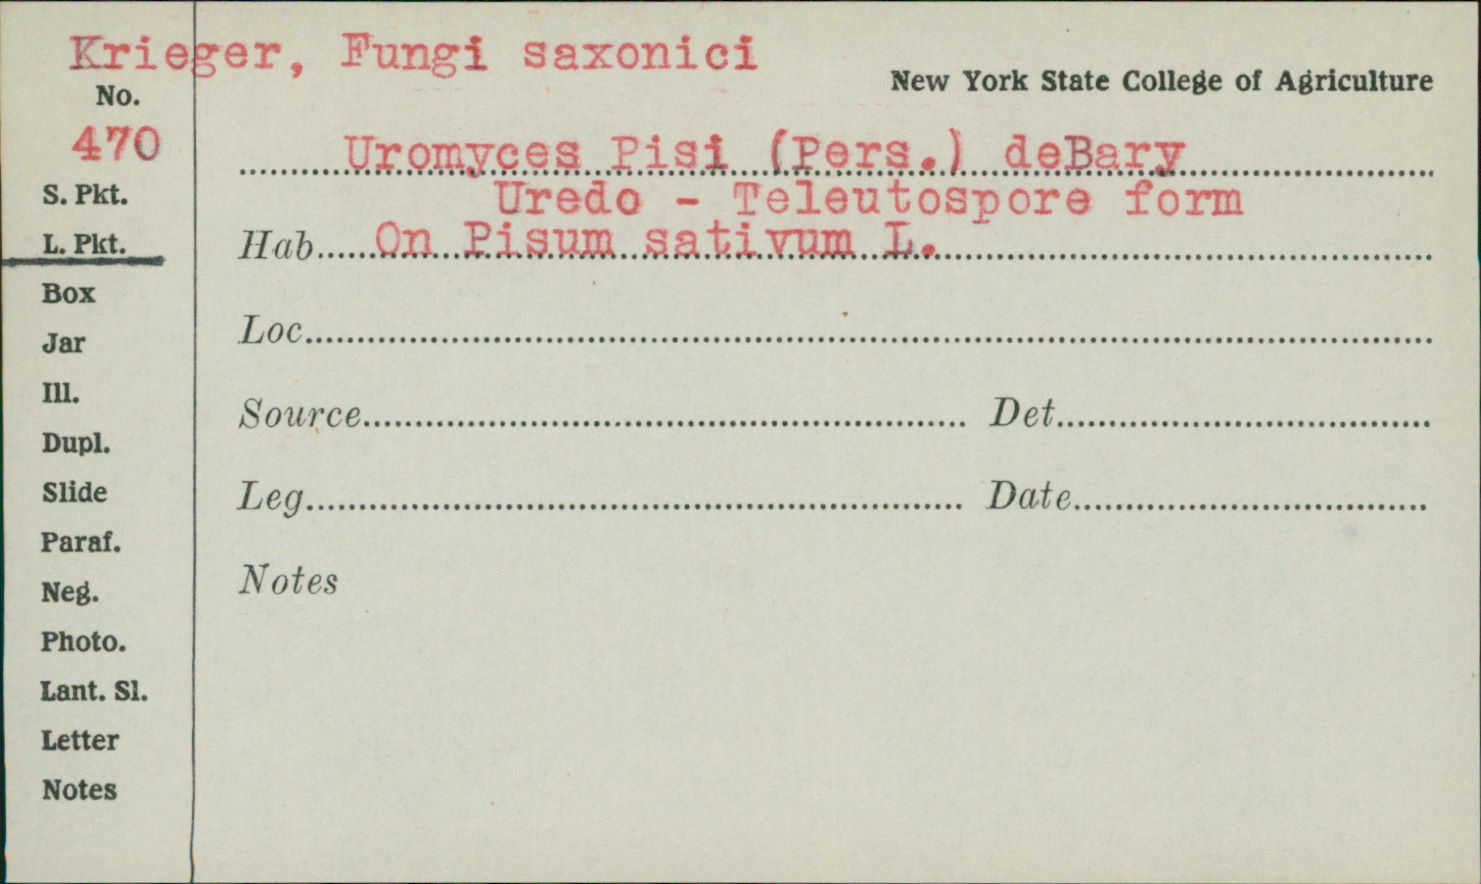 Krieger, Fungi saxonici
New York State College of Agriculture
No.
470
Uromyces Pisi (Pers.) deBary
Uredo - Teleutospore form
S. Pkt.
L. Pkt.
Hab On Pisum sativum L.
Box
Loc
Jar
Ill.
Source Det
Dupl.
Slide
Leg Date
Paraf.
Neg.
Notes
Photo.
Lant. Sl.
Letter
Notes